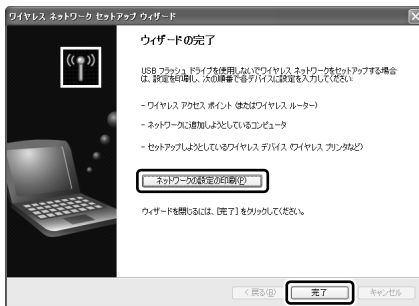 ワイヤレス ネットワーク セットアップ ウィザード
ウィザードの完了
USB フラッシュ ドライブを使用しないでワイヤレス ネットワークをセットアップする場合
は、設定を印刷し、次の順番で各デバイスに設定を入力してください:
- ワイヤレス アクセス ポイント (またはワイヤレス ルーター)
- ネットワークに追加しようとしているコンピュータ
- セットアップしようとしているワイヤレス デバイス (ワイヤレス プリンタなど)
ネットワークの設定の印刷(P)
ウィザードを閉じるには、[完了] をクリックしてください。
< 戻る(B)
完了
キャンセル